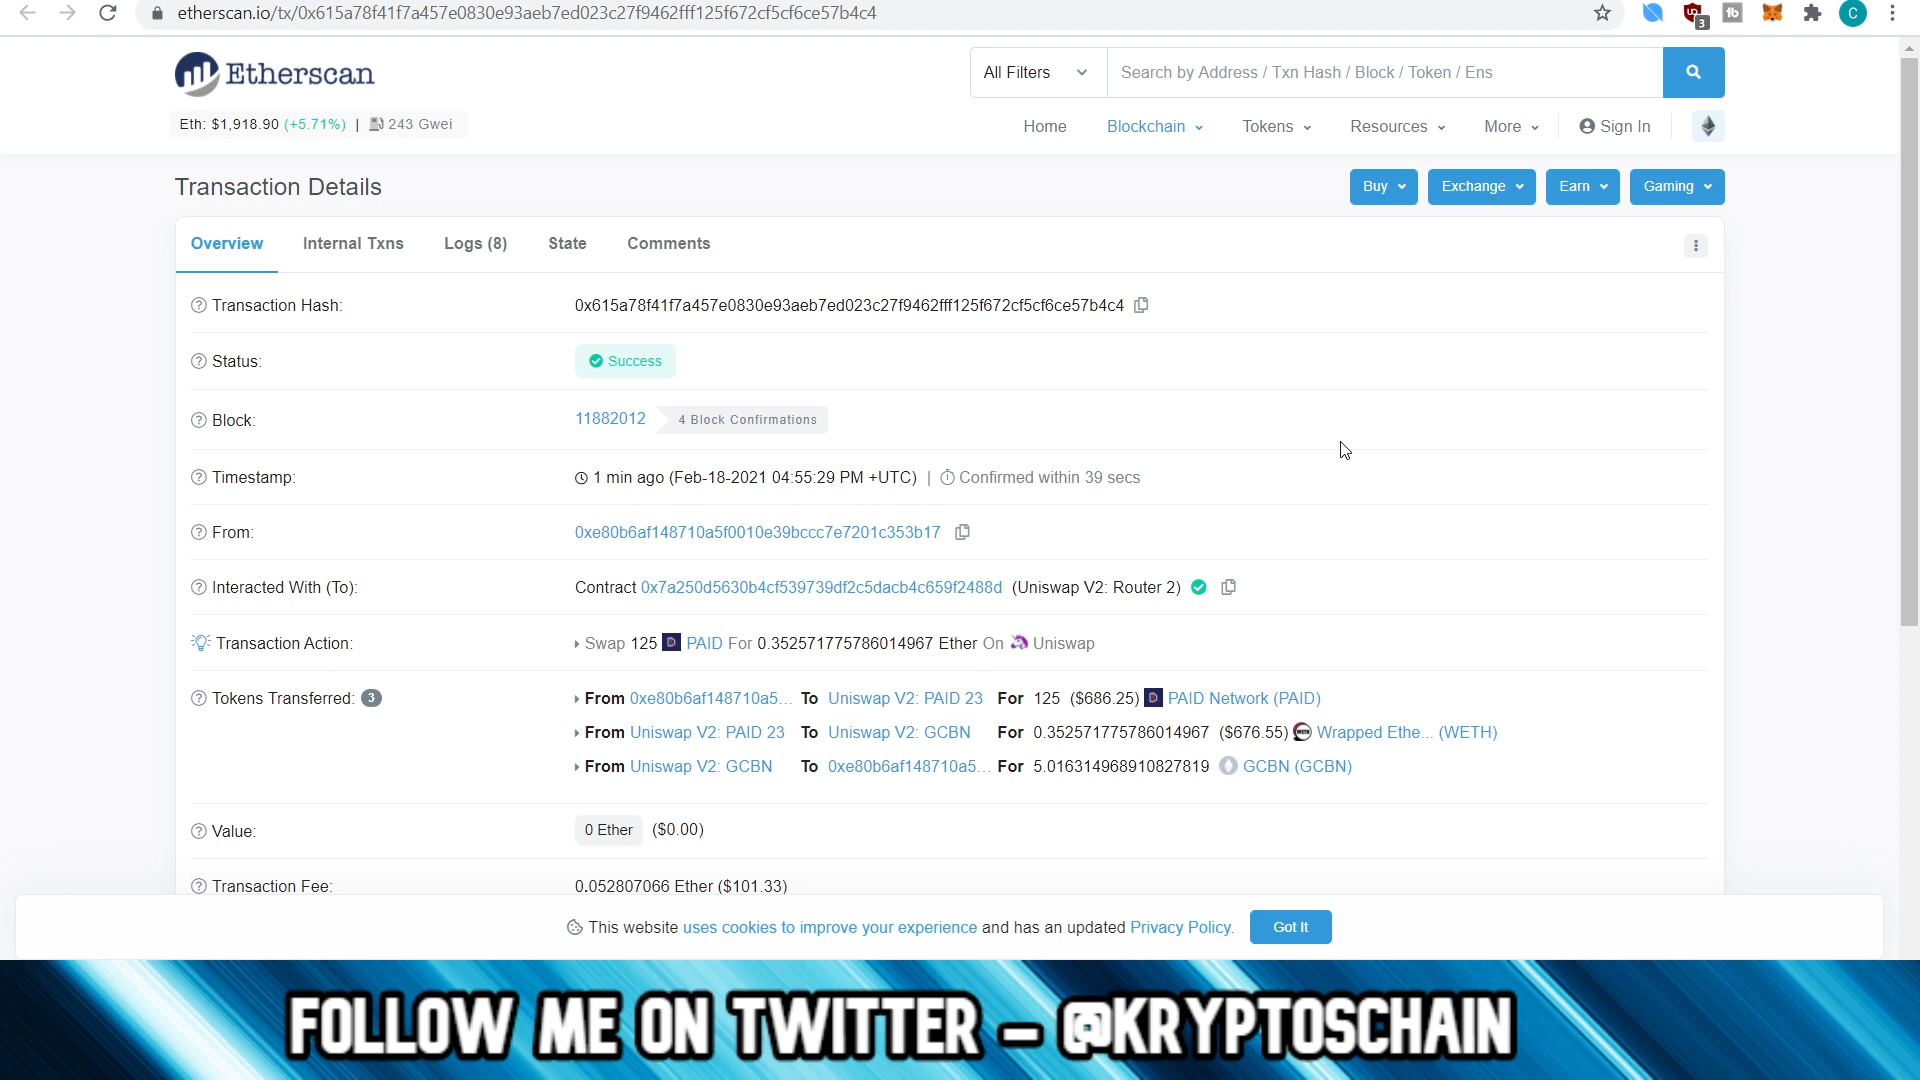 etherscan.io/tx/0x615a78f41f7a457e0830e93aeb7ed023c27f9462fff125f672cf5cf6ce57b4c4
3
C
Etherscan
All Filters
Search by Address / Txn Hash / Block / Token / Ens
Eth: $1,918.90 (+5.71%) | 243 Gwei
Home Blockchain Tokens Resources More Sign In
Transaction Details
Buy Exchange Earn Gaming
Overview Internal Txns Logs (8) State Comments
Transaction Hash: 0x615a78f41f7a457e0830e93aeb7ed023c27f9462fff125f672cf5cf6ce57b4c4
Status: Success
Block: 11882012 4 Block Confirmations
Timestamp: 1 min ago (Feb-18-2021 04:55:29 PM +UTC) | Confirmed within 39 secs
From: 0xe80b6af148710a5f0010e39bccc7e7201c353b17
Interacted With (To): Contract 0x7a250d5630b4cf539739df2c5dacb4c659f2488d (Uniswap V2: Router 2)
Transaction Action: Swap 125 PAID For 0.352571775786014967 Ether On Uniswap
Tokens Transferred: 3 From 0xe80b6af148710a5... To Uniswap V2: PAID 23 For 125 ($686.25) PAID Network (PAID)
From Uniswap V2: PAID 23 To Uniswap V2: GCBN For 0.352571775786014967 ($676.55) Wrapped Ethe... (WETH)
From Uniswap V2: GCBN To 0xe80b6af148710a5... For 5.016314968910827819 GCBN (GCBN)
Value: 0 Ether ($0.00)
Transaction Fee: 0.052807066 Ether ($101.33)
This website uses cookies to improve your experience and has an updated Privacy Policy. Got It
FOLLOW ME ON TWITTER – @KRYPTOSCHAIN